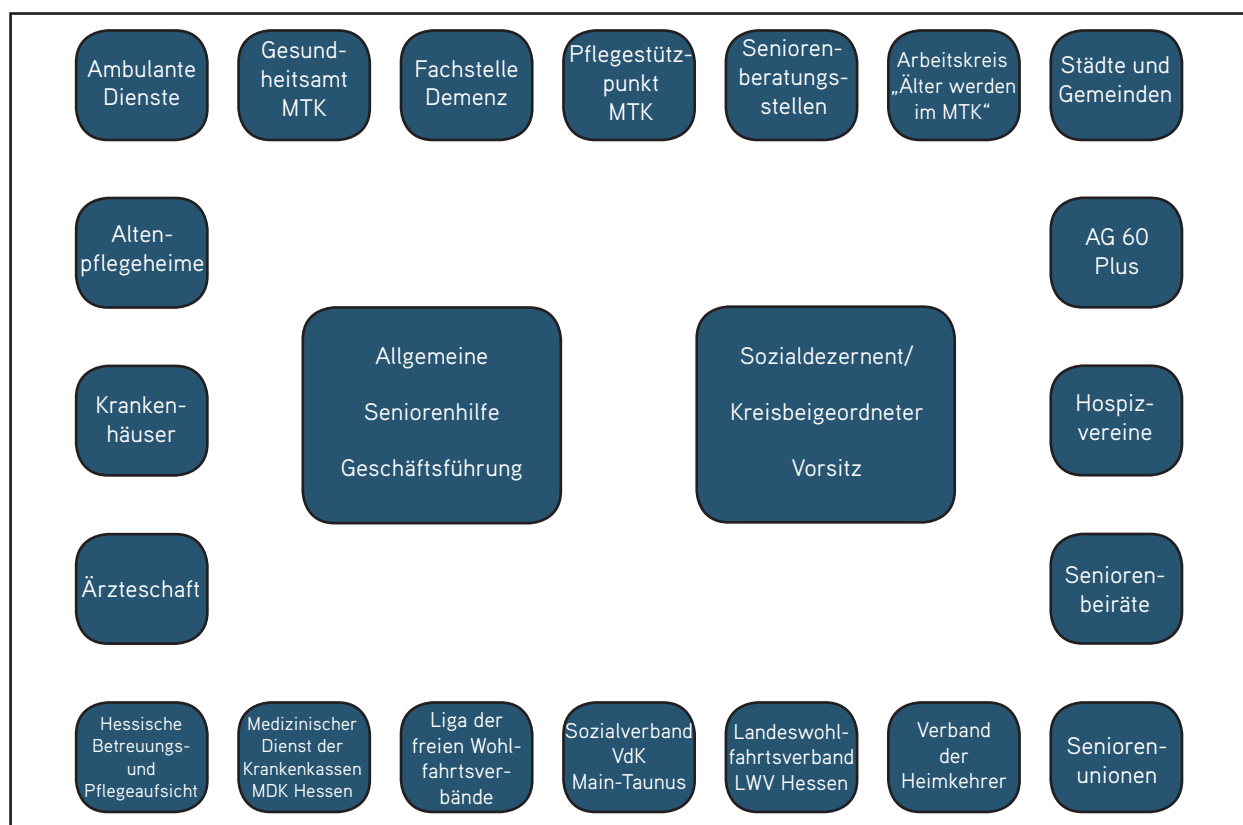 Ambulante
Dienste
Gesund-
heitsamt
MTK
Fachstelle
Demenz
Pflegestütz-
punkt
MTK
Senioren-
beratungs-
stellen
Arbeitskreis
„Älter werden
im MTK“
Städte und
Gemeinden
Alten-
pflegeheime
AG 60
Plus
Allgemeine
Seniorenhilfe
Geschäftsführung
Sozialdezernent/
Kreisbeigeordneter
Vorsitz
Kranken-
häuser
Hospiz-
vereine
Ärzteschaft
Senioren-
beiräte
Hessische
Betreuungs-
und
Pflegeaufsicht
Medizinischer
Dienst der
Krankenkassen
MDK Hessen
Liga der
freien Wohl-
fahrtsver-
bände
Sozialverband
VdK
Main-Taunus
Landeswohl-
fahrtsverband
LWV Hessen
Verband
der
Heimkehrer
Senioren-
unionen